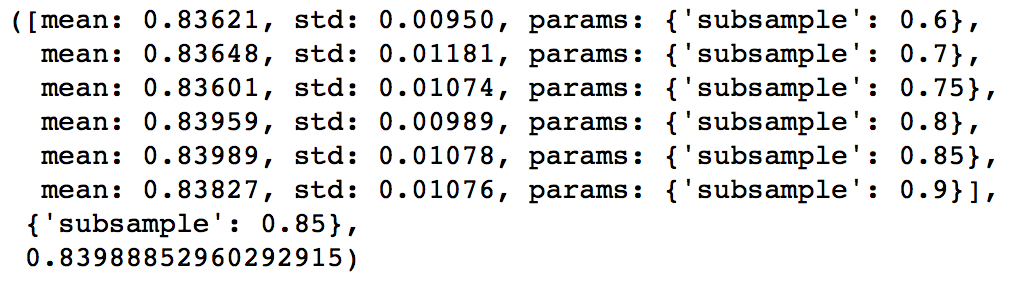 ([mean: 0.83621, std: 0.00950, params: {'subsample': 0.6},
mean: 0.83648, std: 0.01181, params: {'subsample': 0.7},
mean: 0.83601, std: 0.01074, params: {'subsample': 0.75},
mean: 0.83959, std: 0.00989, params: {'subsample': 0.8},
mean: 0.83989, std: 0.01078, params: {'subsample': 0.85},
mean: 0.83827, std: 0.01076, params: {'subsample': 0.9}],
{'subsample': 0.85},
0.83988852960292915)